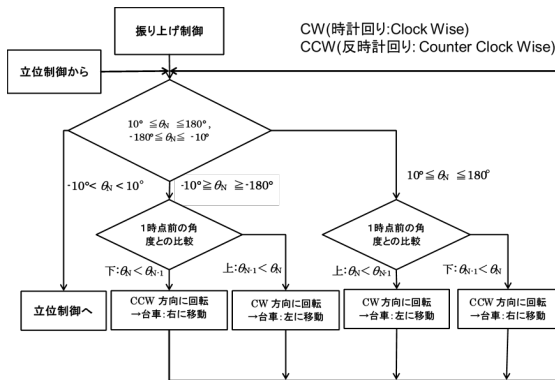 振り上げ制御
CW(時計回り:Clock Wise)
CCW(反時計回り: Counter Clock Wise)
立位制御から
10° ≦θN ≦180°,
-180°≦θN≦ -10°
-10°< θN < 10°
-10°≧ θN ≧-180°
10°≦ θN ≦180°
1時点前の角
度との比較
1時点前の角
度との比較
下:θN < θN-1
上:θN-1 < θN
上:θN < θN-1
下:θN-1 < θN
立位制御へ
CCW 方向に回転
→台車:右に移動
CW 方向に回転
→台車:左に移動
CW 方向に回転
→台車:左に移動
CCW 方向に回転
→台車:右に移動